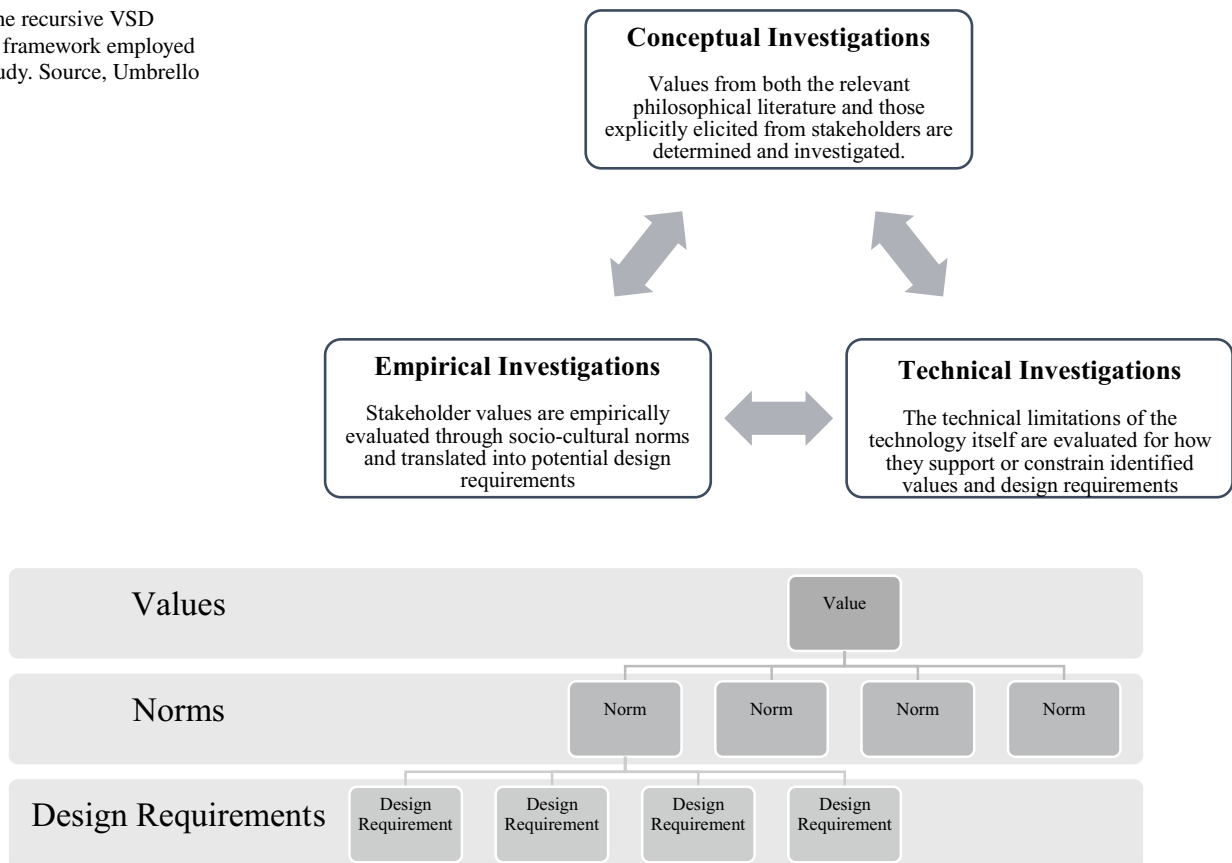 ne recursive VSD
framework employed
udy. Source, Umbrello
Conceptual Investigations
Values from both the relevant
philosophical literature and those
explicitly elicited from stakeholders are
determined and investigated.
Empirical Investigations
Stakeholder values are empirically
evaluated through socio-cultural norms
and translated into potential design
requirements
Technical Investigations
The technical limitations of the
technology itself are evaluated for how
they support or constrain identified
values and design requirements
Values
Value
Norms
Norm
Norm
Norm
Norm
Design Requirements
Design
Requirement
Design
Requirement
Design
Requirement
Design
Requirement